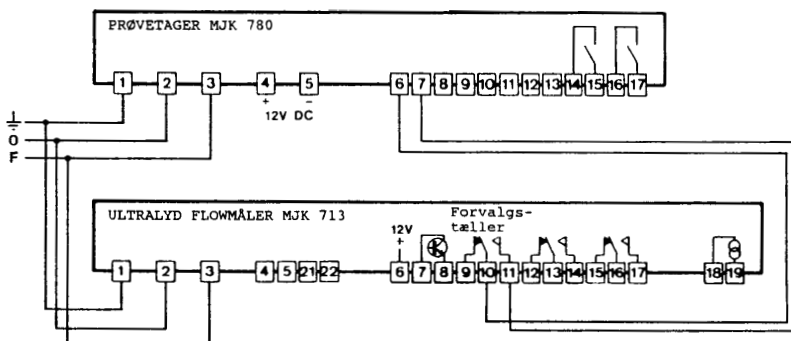 PRØVETAGER MJK 780
1 2 3 4 5 6 7 8 9 10 11 12 13 14 15 16 17
+ −
12V DC
⏚
0
F
ULTRALYD FLOWMÅLER MJK 713
Forvalgs-
tæller
12V
+
1 2 3 4 5 21 22 6 7 8 9 10 11 12 13 14 15 16 17 18 19